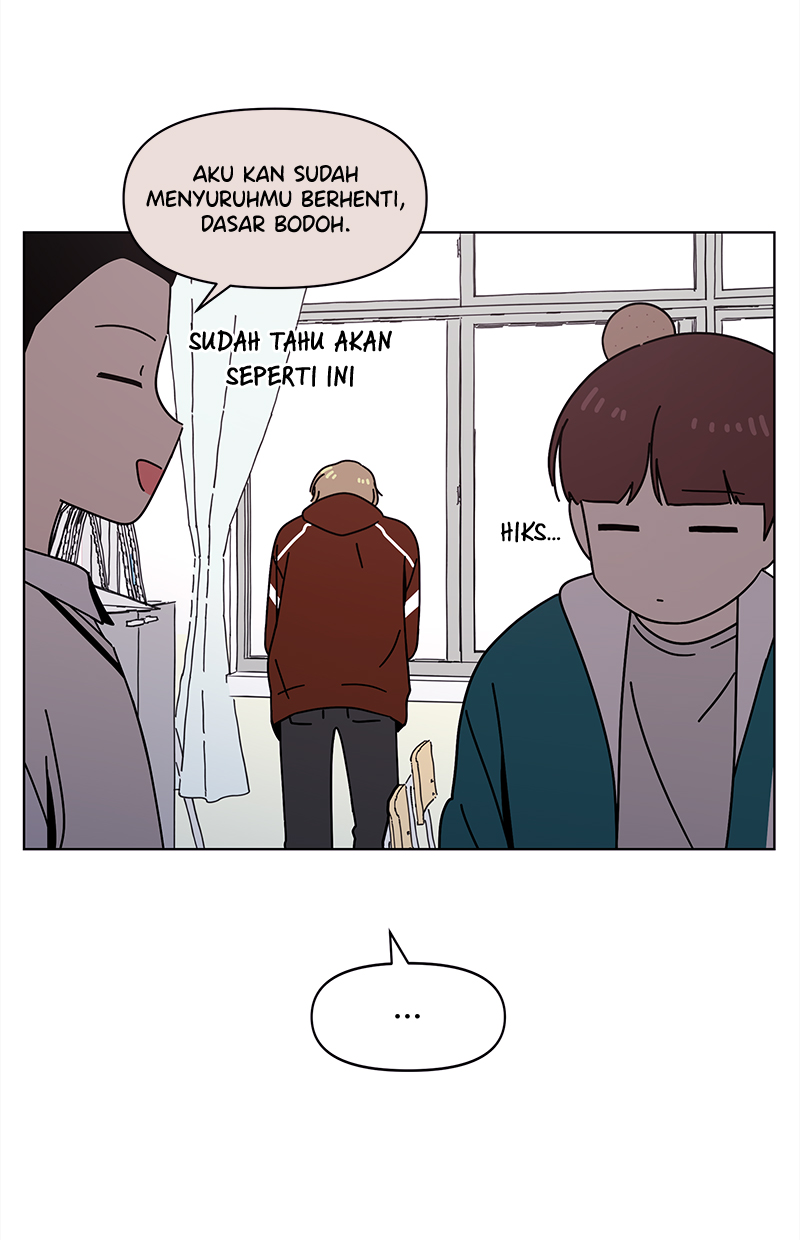 AKU KAN SUDAH
MENYURUHMU BERHENTI,
DASAR BODOH.
SUDAH TAHU AKAN
SEPERTI INI
HIKS...
...